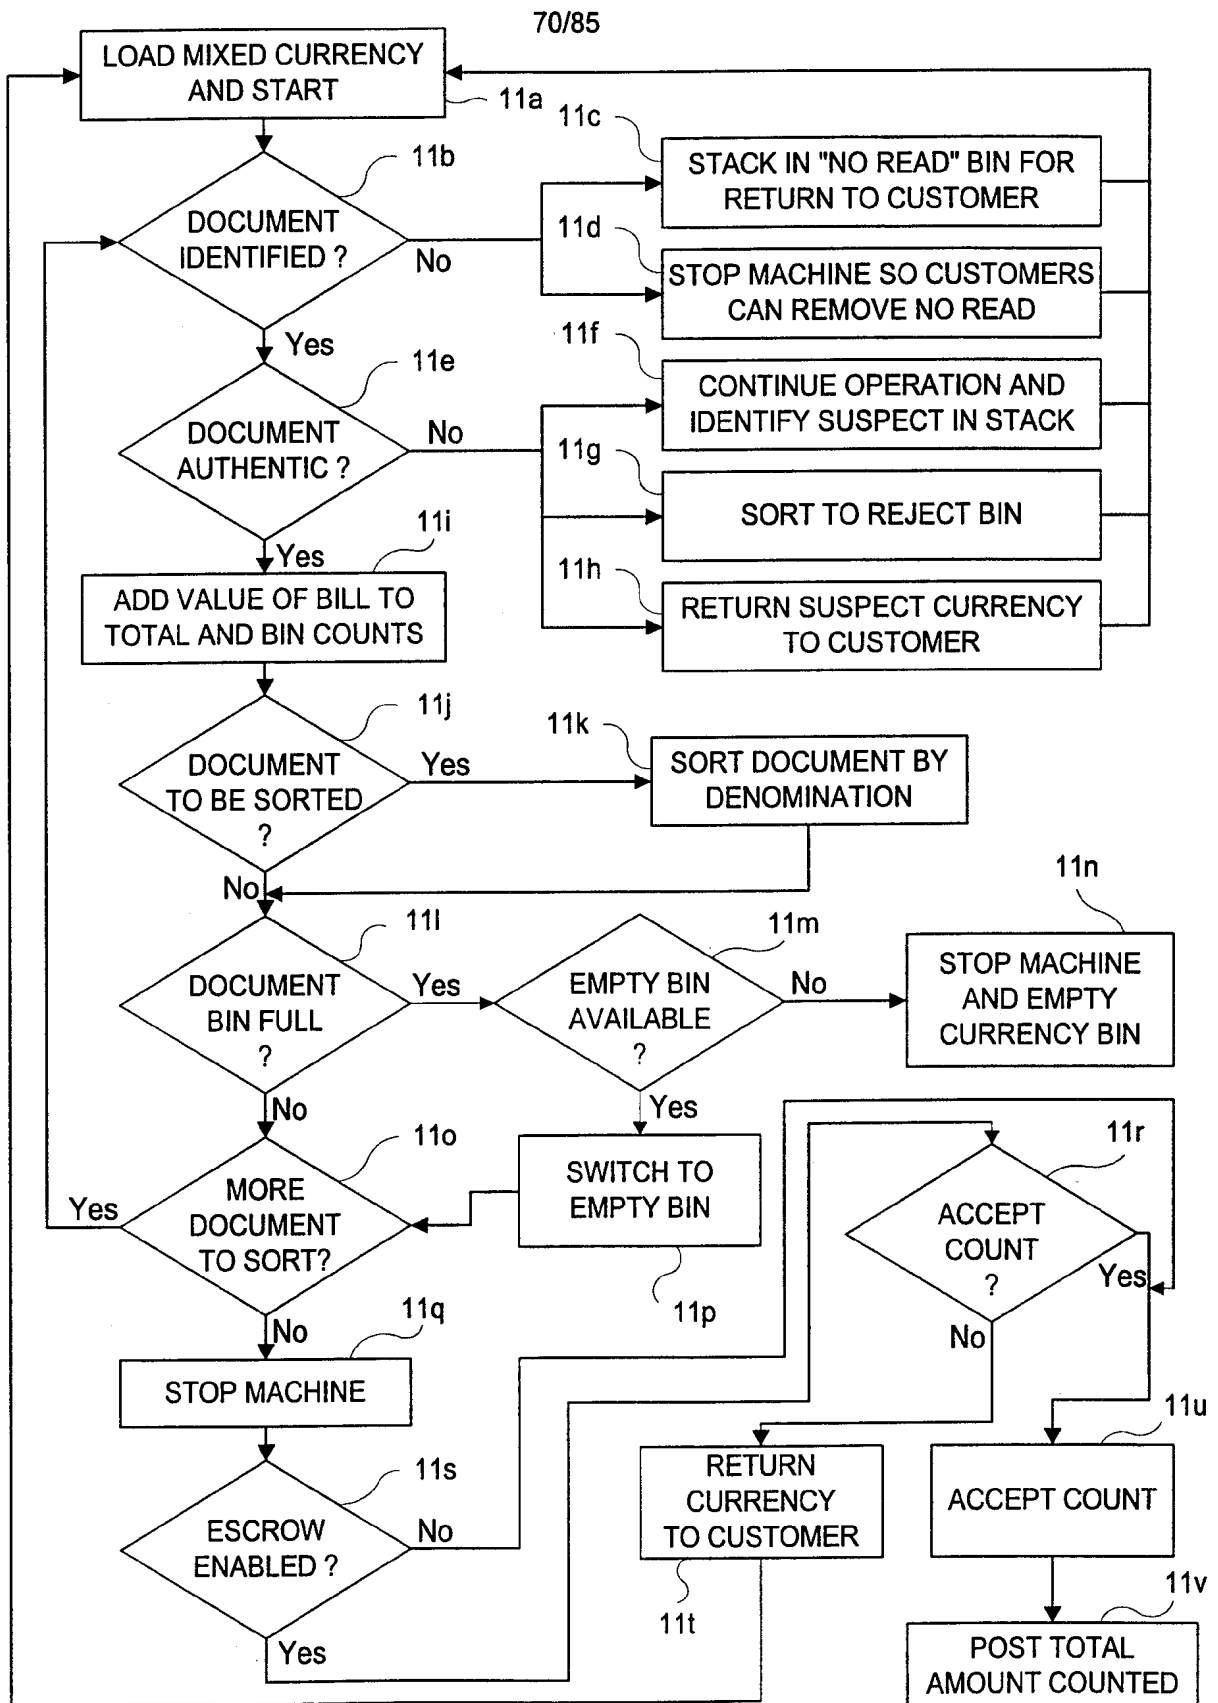 70/85
LOAD MIXED CURRENCY
AND START
11a
11b
DOCUMENT
IDENTIFIED ?
No
Yes
11c
STACK IN "NO READ" BIN FOR
RETURN TO CUSTOMER
11d
STOP MACHINE SO CUSTOMERS
CAN REMOVE NO READ
11e
DOCUMENT
AUTHENTIC ?
No
Yes
11f
CONTINUE OPERATION AND
IDENTIFY SUSPECT IN STACK
11g
SORT TO REJECT BIN
11h
RETURN SUSPECT CURRENCY
TO CUSTOMER
11i
ADD VALUE OF BILL TO
TOTAL AND BIN COUNTS
11j
DOCUMENT
TO BE SORTED
?
Yes
No
11k
SORT DOCUMENT BY
DENOMINATION
11l
DOCUMENT
BIN FULL
?
Yes
No
11m
EMPTY BIN
AVAILABLE
?
No
Yes
11n
STOP MACHINE
AND EMPTY
CURRENCY BIN
11o
MORE
DOCUMENT
TO SORT?
Yes
No
SWITCH TO
EMPTY BIN
11p
11r
ACCEPT
COUNT
?
Yes
No
11q
STOP MACHINE
11s
ESCROW
ENABLED ?
No
Yes
RETURN
CURRENCY
TO CUSTOMER
11t
11u
ACCEPT COUNT
11v
POST TOTAL
AMOUNT COUNTED